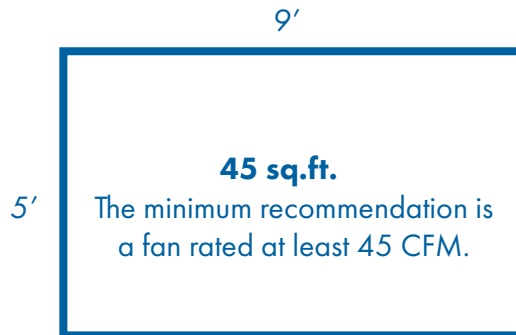 9’
5’
45 sq.ft.
The minimum recommendation is
a fan rated at least 45 CFM.